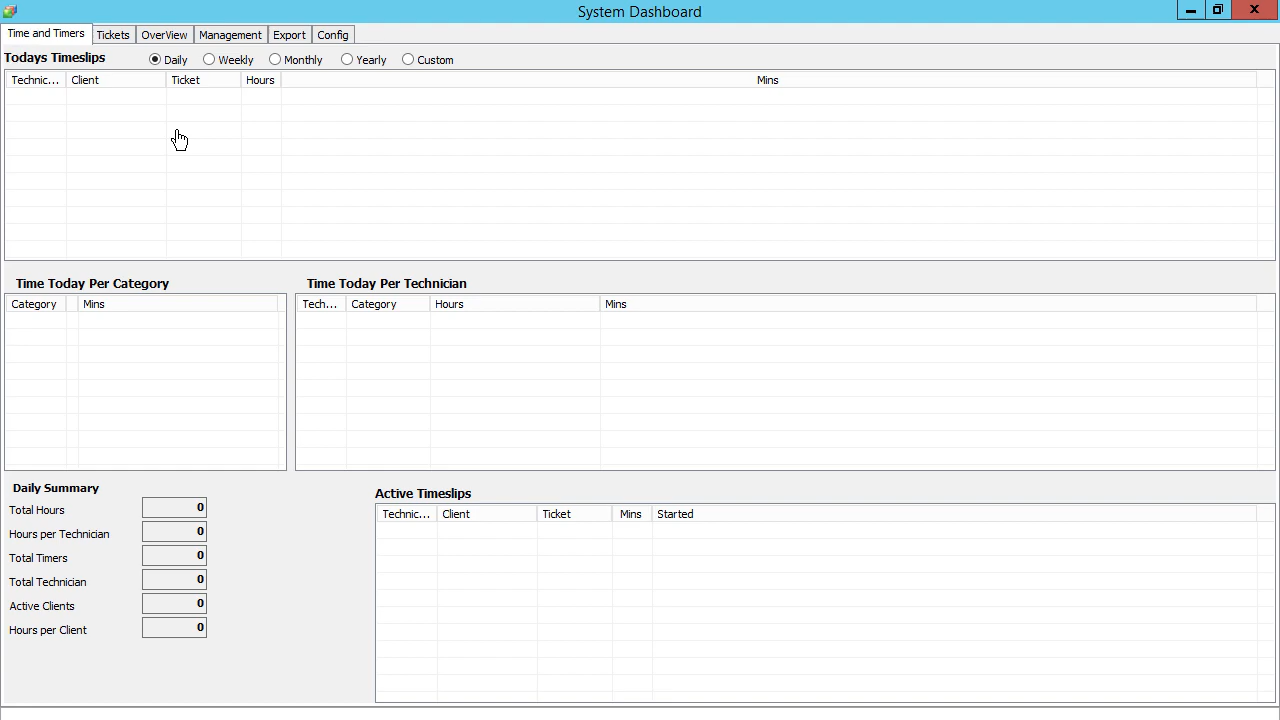 System Dashboard
X
Time and Timers Tickets OverView Management Export Config
Todays Timeslips Daily Weekly Monthly Yearly Custom
Technic... Client Ticket Hours Mins
Time Today Per Category Time Today Per Technician
Category Mins Tech... Category Hours Mins
Daily Summary
Active Timeslips
Total Hours 0
Technic... Client Ticket Mins Started
Hours per Technician 0
Total Timers 0
Total Technician 0
Active Clients 0
Hours per Client 0